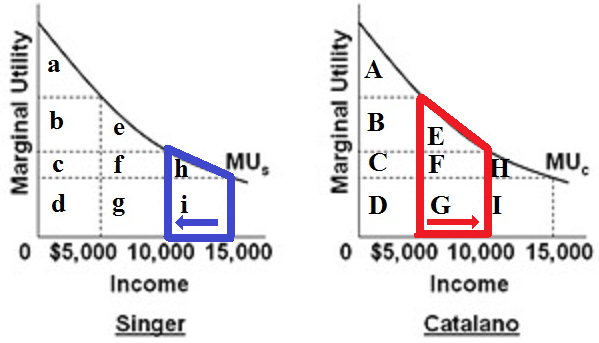 Marginal Utility
a
b
e
c
f
h
d
g
i
MUs
0 $5,000 10,000 15,000
Income
Singer
Marginal Utility
A
B
E
C
F
H
D
G
I
MUc
0 $5,000 10,000 15,000
Income
Catalano